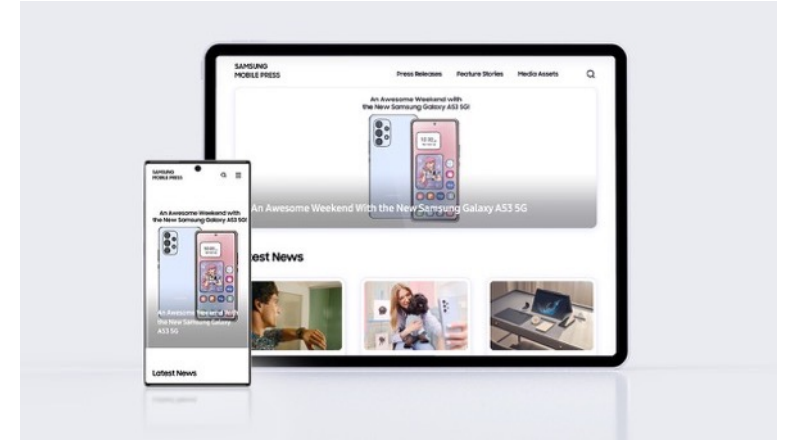 SAMSUNG
MOBILE PRESS
Press Releases Feature Stories Media Assets
An Awesome Weekend with
the New Samsung Galaxy A53 5G!
An Awesome Weekend With the New Samsung Galaxy A53 5G
est News
SAMSUNG
MOBILE PRESS
An Awesome Weekend with
the New Samsung Galaxy A53 5G!
An Awesome Weekend With
the New Samsung Galaxy
A53 5G
Latest News